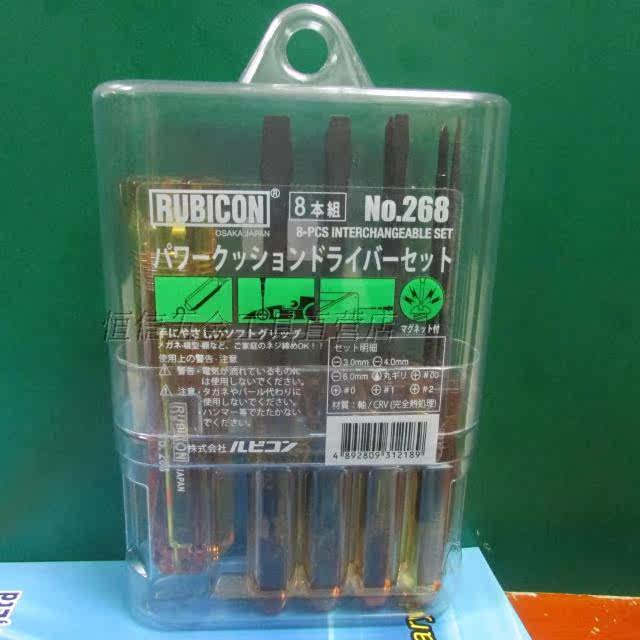 RUBICON®
OSAKA:JAPAN
8本組
No.268
8-PCS INTERCHANGEABLE SET
パワークッションドライバーセット
マグネット付
手にやさしいソフトグリップ
メガネ・模型・棚など、ご家庭のネジ締めOK!!
使用上の警告・注意
警告・電気が流れているものに
は使用しないでください。
注意・タガネやバール代わりに
使用しないでください。
・ハンマー等でたたかない
でください。
セット明細
⊖3.0mm ⊖4.0mm
⊖6.0mm 丸ギリ ⊕#00
⊕#0 ⊕#1 ⊕#2
材質:軸/CRV(完全熱処理)
株式会社 ルビコン
4 892809 312189
RUBICON
JAPAN